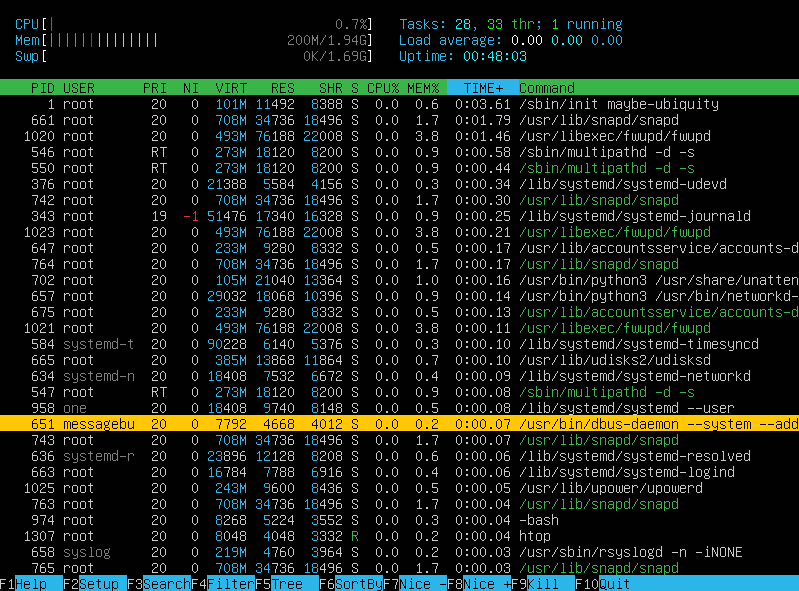 CPU[| 0.7%] Tasks: 28, 33 thr; 1 running
Mem[|||||||||||||| 200M/1.94G] Load average: 0.00 0.00 0.00
Swp[ 0K/1.69G] Uptime: 00:48:03
PID USER PRI NI VIRT RES SHR S CPU% MEM% TIME+ Command
1 root 20 0 101M 11492 8388 S 0.0 0.6 0:03.61 /sbin/init maybe-ubiquity
661 root 20 0 708M 34736 18496 S 0.0 1.7 0:01.79 /usr/lib/snapd/snapd
1020 root 20 0 493M 76188 22008 S 0.0 3.8 0:01.46 /usr/libexec/fwupd/fwupd
546 root RT 0 273M 18120 8200 S 0.0 0.9 0:00.58 /sbin/multipathd -d -s
550 root RT 0 273M 18120 8200 S 0.0 0.9 0:00.44 /sbin/multipathd -d -s
376 root 20 0 21388 5584 4156 S 0.0 0.3 0:00.34 /lib/systemd/systemd-udevd
742 root 20 0 708M 34736 18496 S 0.0 1.7 0:00.30 /usr/lib/snapd/snapd
343 root 19 -1 51476 17340 16328 S 0.0 0.9 0:00.25 /lib/systemd/systemd-journald
1023 root 20 0 493M 76188 22008 S 0.0 3.8 0:00.21 /usr/libexec/fwupd/fwupd
647 root 20 0 233M 9280 8332 S 0.0 0.5 0:00.17 /usr/lib/accountsservice/accounts-d
764 root 20 0 708M 34736 18496 S 0.0 1.7 0:00.17 /usr/lib/snapd/snapd
702 root 20 0 105M 21040 13364 S 0.0 1.0 0:00.16 /usr/bin/python3 /usr/share/unatten
657 root 20 0 29032 18068 10396 S 0.0 0.9 0:00.14 /usr/bin/python3 /usr/bin/networkd-
675 root 20 0 233M 9280 8332 S 0.0 0.5 0:00.13 /usr/lib/accountsservice/accounts-d
1021 root 20 0 493M 76188 22008 S 0.0 3.8 0:00.11 /usr/libexec/fwupd/fwupd
584 systemd-t 20 0 90228 6140 5376 S 0.0 0.3 0:00.10 /lib/systemd/systemd-timesyncd
665 root 20 0 385M 13868 11864 S 0.0 0.7 0:00.10 /usr/lib/udisks2/udisksd
634 systemd-n 20 0 18408 7532 6672 S 0.0 0.4 0:00.09 /lib/systemd/systemd-networkd
547 root RT 0 273M 18120 8200 S 0.0 0.9 0:00.08 /sbin/multipathd -d -s
958 one 20 0 18408 9740 8148 S 0.0 0.5 0:00.08 /lib/systemd/systemd --user
651 messagebu 20 0 7792 4668 4012 S 0.0 0.2 0:00.07 /usr/bin/dbus-daemon --system --add
743 root 20 0 708M 34736 18496 S 0.0 1.7 0:00.07 /usr/lib/snapd/snapd
636 systemd-r 20 0 23896 12128 8208 S 0.0 0.6 0:00.06 /lib/systemd/systemd-resolved
663 root 20 0 16784 7788 6916 S 0.0 0.4 0:00.06 /lib/systemd/systemd-logind
1025 root 20 0 243M 9600 8436 S 0.0 0.5 0:00.05 /usr/lib/upower/upowerd
763 root 20 0 708M 34736 18496 S 0.0 1.7 0:00.04 /usr/lib/snapd/snapd
974 one 20 0 8268 5224 3552 S 0.0 0.3 0:00.04 -bash
1307 root 20 0 8048 4048 3332 R 0.0 0.2 0:00.04 htop
658 syslog 20 0 219M 4760 3964 S 0.0 0.2 0:00.03 /usr/sbin/rsyslogd -n -iNONE
765 root 20 0 708M 34736 18496 S 0.0 1.7 0:00.03 /usr/lib/snapd/snapd
F1Help F2Setup F3SearchF4FilterF5Tree F6SortByF7Nice -F8Nice +F9Kill F10Quit